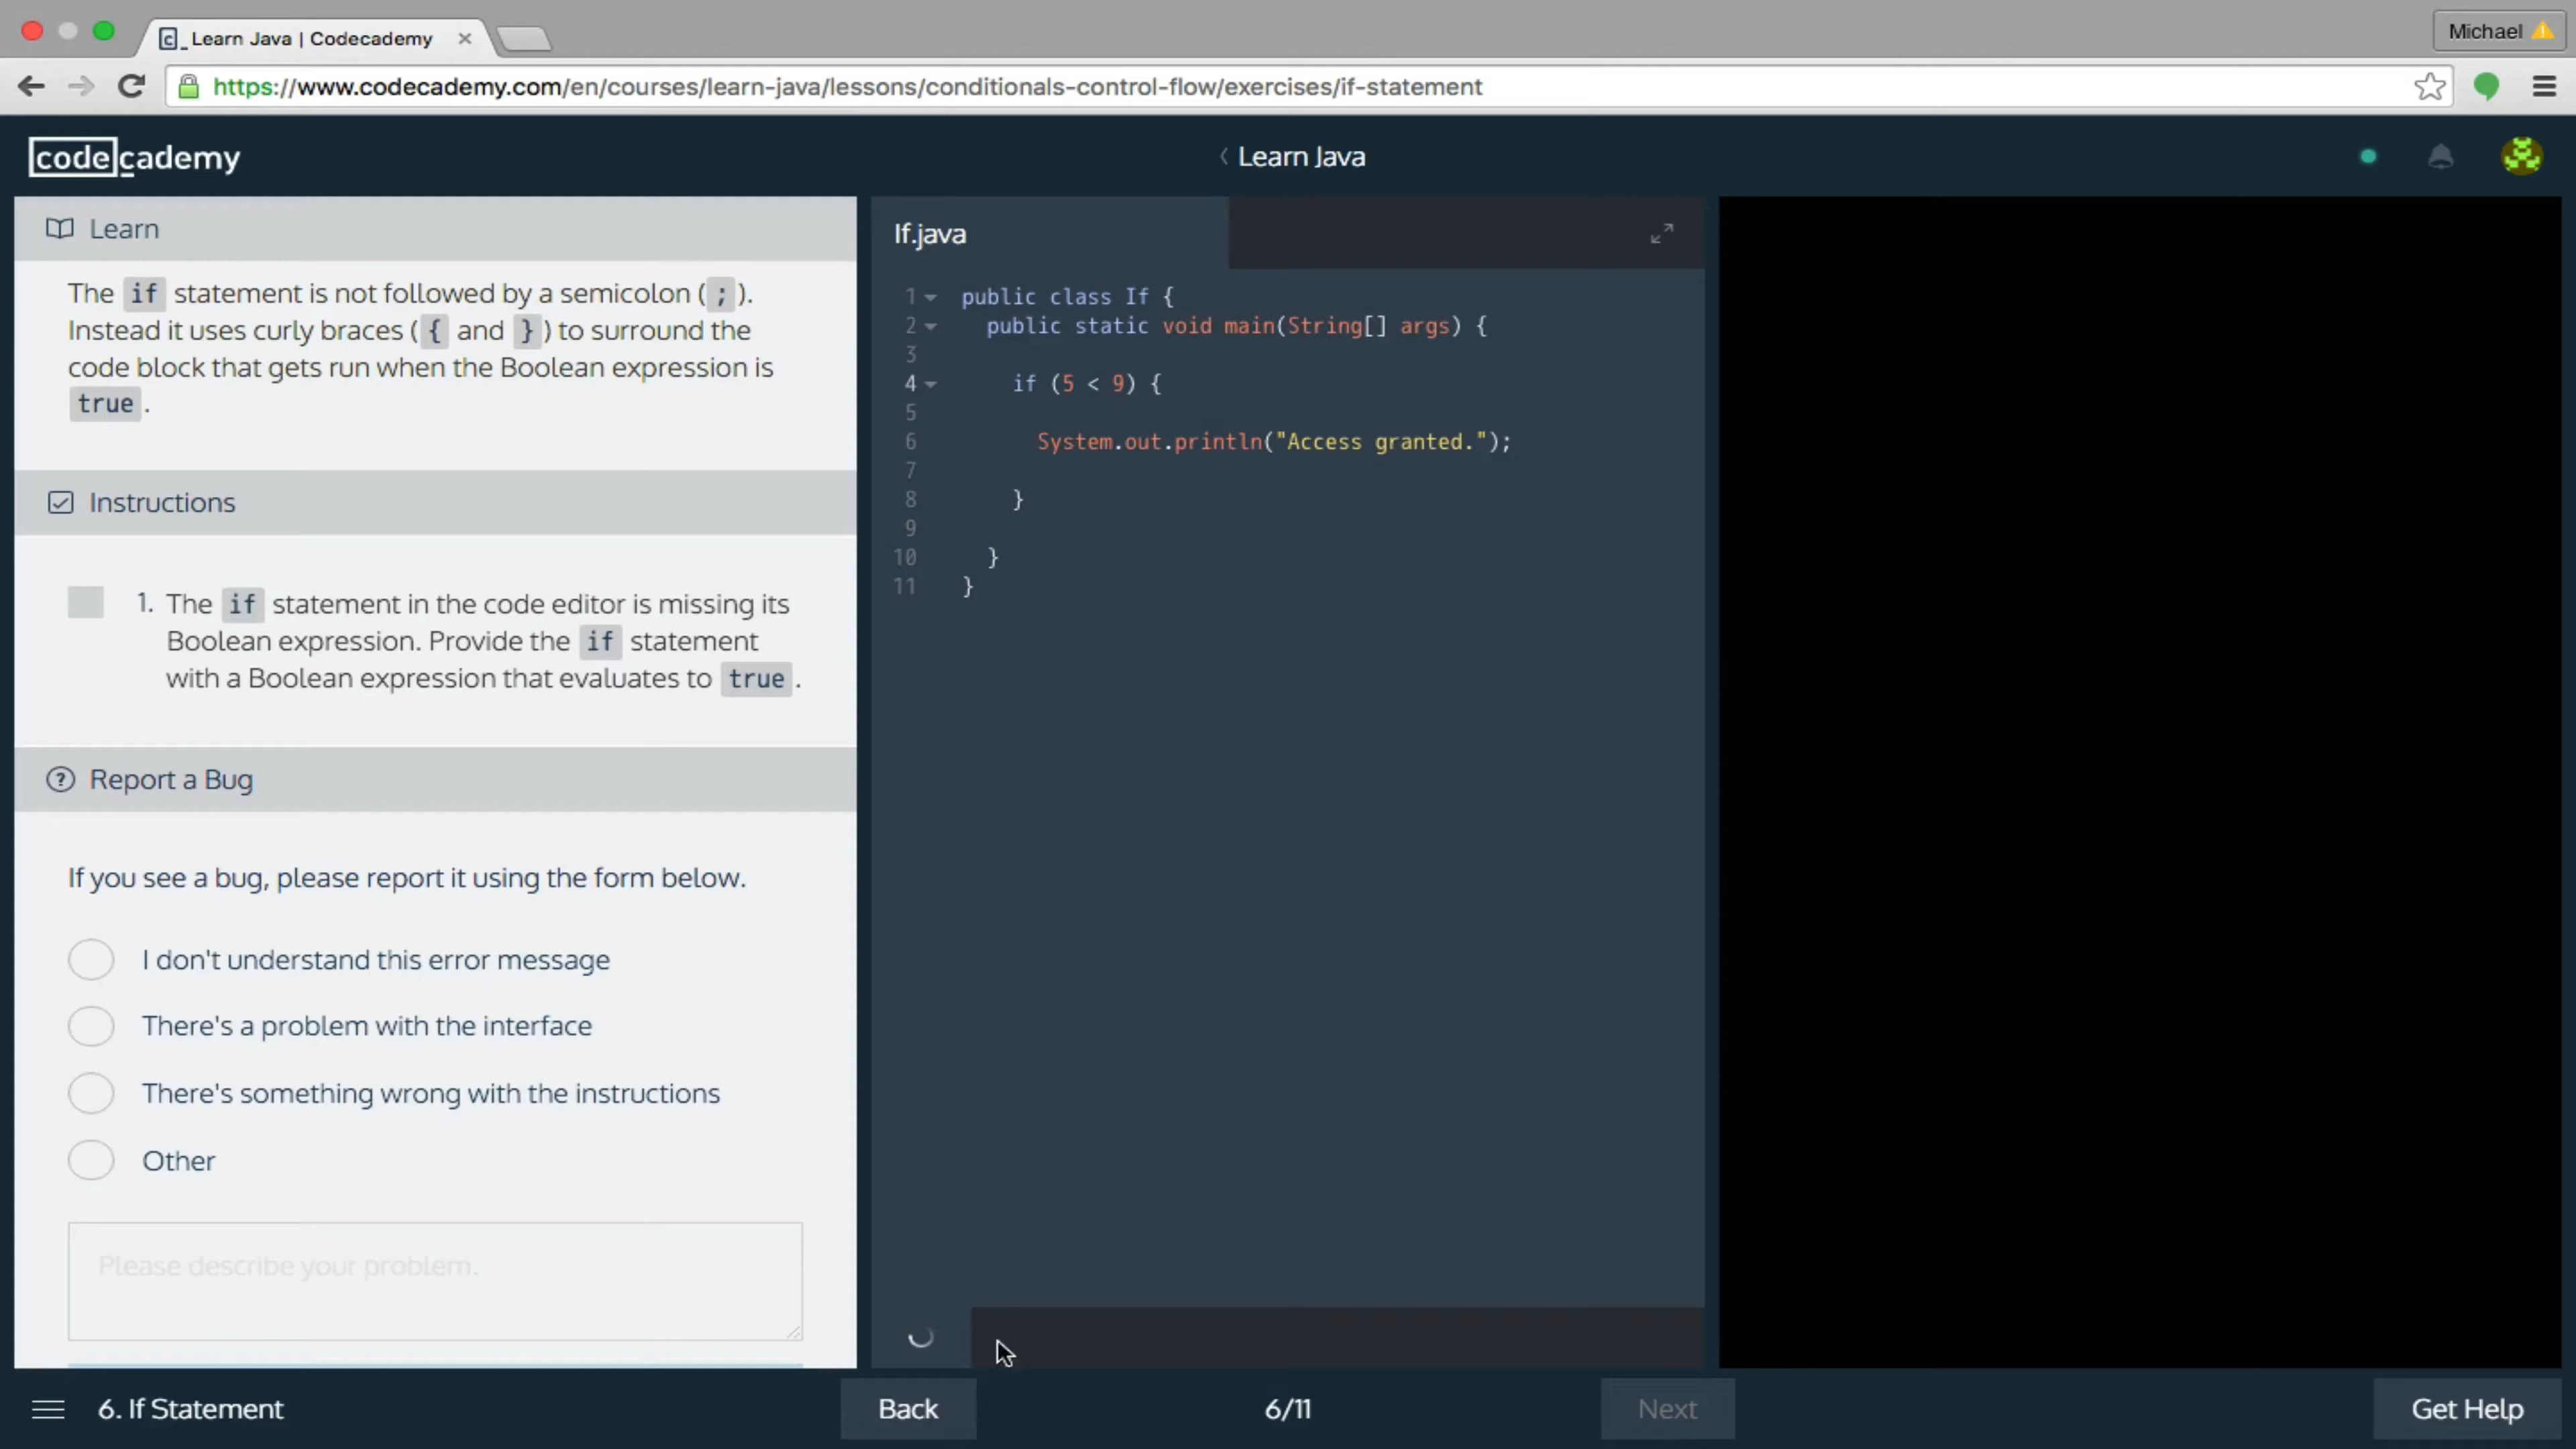 Learn Java | Codecademy
Michael
https://www.codecademy.com/en/courses/learn-java/lessons/conditionals-control-flow/exercises/if-statement
codecademy
Learn Java
Learn
The if statement is not followed by a semicolon ( ; ).
Instead it uses curly braces ( { and } ) to surround the
code block that gets run when the Boolean expression is
true .
Instructions
1. The if statement in the code editor is missing its
Boolean expression. Provide the if statement
with a Boolean expression that evaluates to true .
Report a Bug
If you see a bug, please report it using the form below.
I don't understand this error message
There's a problem with the interface
There's something wrong with the instructions
Other
Please describe your problem.
If.java
1 public class If {
2 public static void main(String[] args) {
3
4 if (5 < 9) {
5
6 System.out.println("Access granted.");
7
8 }
9
10 }
11 }
6. If Statement
Back
6/11
Next
Get Help